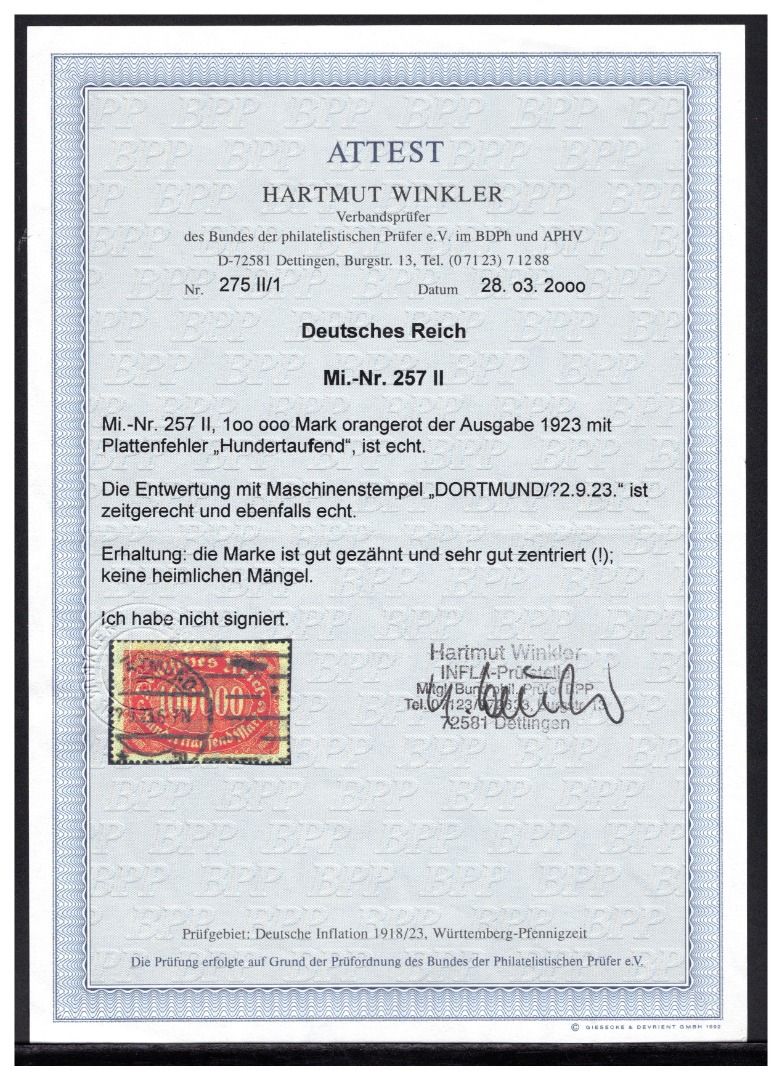 ATTEST
HARTMUT WINKLER
Verbandsprüfer
des Bundes der philatelistischen Prüfer e.V. im BDPh und APHV
D-72581 Dettingen, Burgstr. 13, Tel. (0 71 23) 7 12 88
Nr. 275 II/1 Datum 28. o3. 2ooo
Deutsches Reich
Mi.-Nr. 257 II
Mi.-Nr. 257 II, 1oo ooo Mark orangerot der Ausgabe 1923 mit
Plattenfehler „Hundertaufend“, ist echt.
Die Entwertung mit Maschinenstempel „DORTMUND/?2.9.23.“ ist
zeitgerecht und ebenfalls echt.
Erhaltung: die Marke ist gut gezähnt und sehr gut zentriert (!);
keine heimlichen Mängel.
Ich habe nicht signiert.
Hartmut Winkler
INFLA-Prüfstelle
72581 Dettingen
100000
Prüfgebiet: Deutsche Inflation 1918/23, Württemberg-Pfennigzeit
Die Prüfung erfolgte auf Grund der Prüfordnung des Bundes der Philatelistischen Prüfer e.V.
© GIESECKE & DEVRIENT GMBH 1992